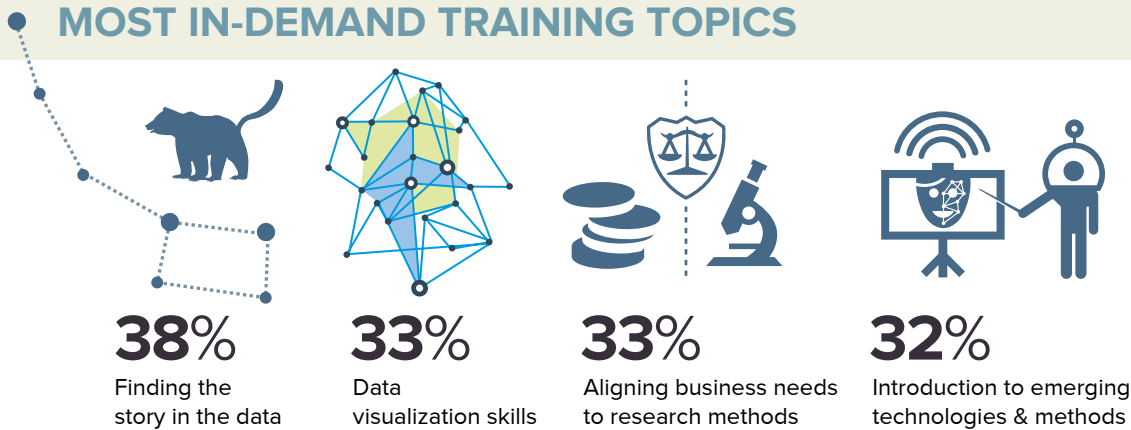 MOST IN-DEMAND TRAINING TOPICS
38%
Finding the
story in the data
33%
Data
visualization skills
33%
Aligning business needs
to research methods
32%
Introduction to emerging
technologies & methods